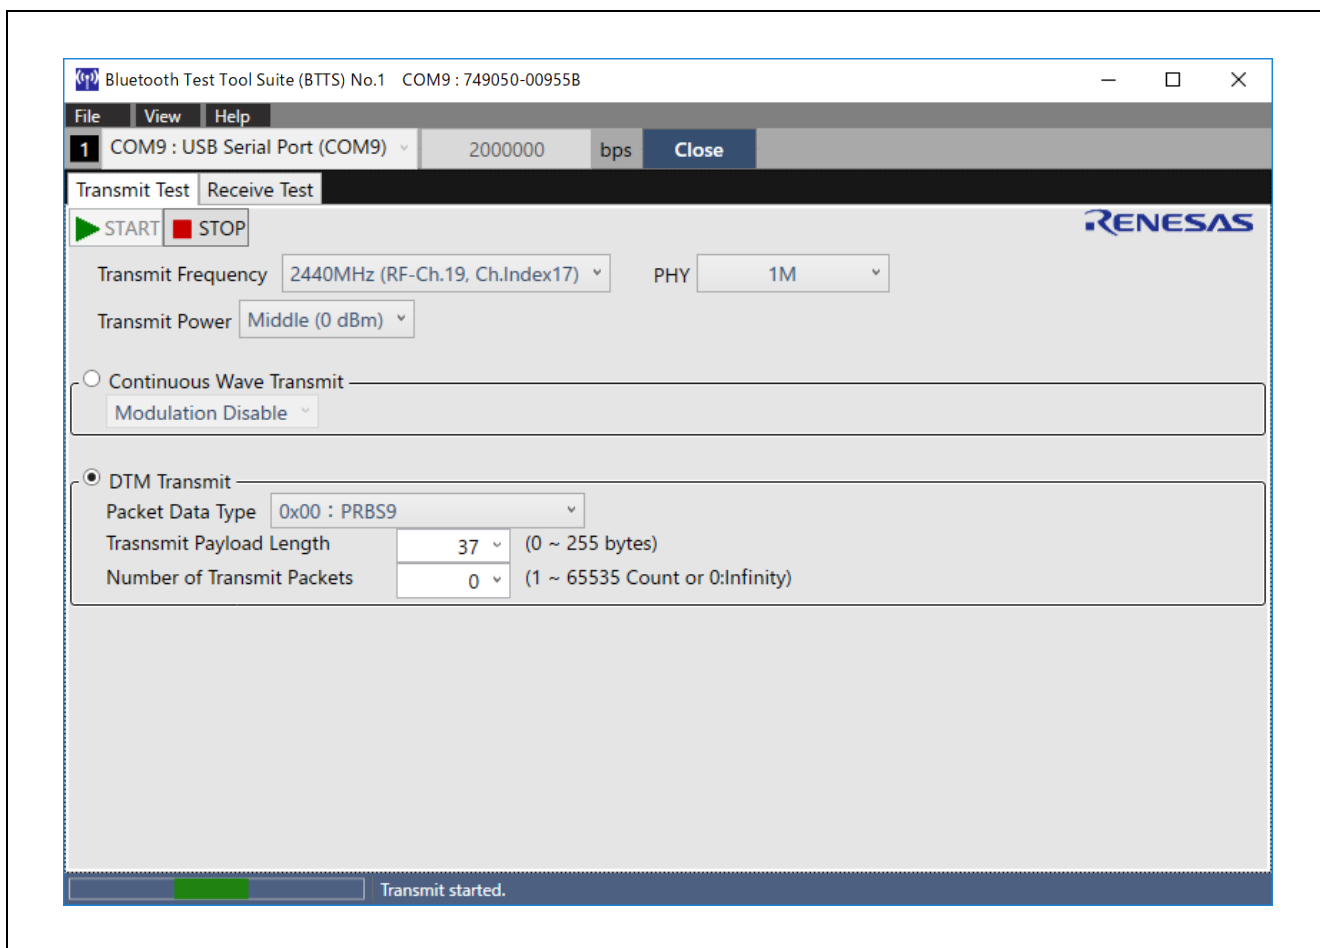 Bluetooth Test Tool Suite (BTTS) No.1 COM9 : 749050-00955B
File View Help
1 COM9 : USB Serial Port (COM9) 2000000 bps Close
Transmit Test Receive Test
START STOP RENESAS
Transmit Frequency 2440MHz (RF-Ch.19, Ch.Index17) PHY 1M
Transmit Power Middle (0 dBm)
Continuous Wave Transmit
Modulation Disable
DTM Transmit
Packet Data Type 0x00 : PRBS9
Trasnsmit Payload Length 37 (0 ~ 255 bytes)
Number of Transmit Packets 0 (1 ~ 65535 Count or 0:Infinity)
Transmit started.